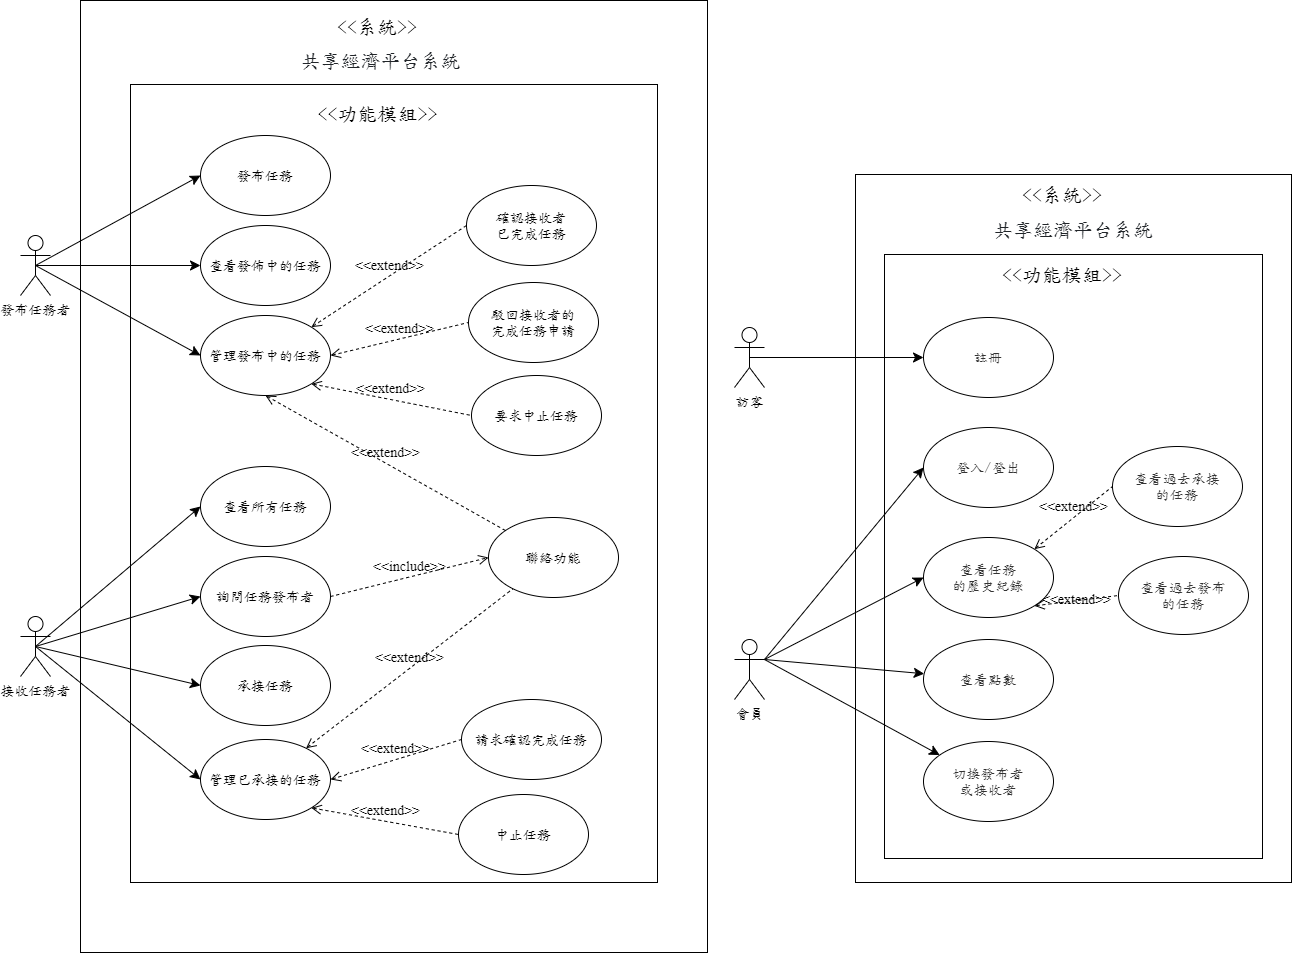 <<系統>>
共享經濟平台系統
<<功能模組>>
發布任務
查看發佈中的任務
管理發布中的任務
發布任務者
確認接收者
已完成任務
<<extend>>
駁回接收者的
完成任務申請
<<extend>>
要求中止任務
<<extend>>
<<extend>>
查看所有任務
詢問任務發布者
<<include>>
聯絡功能
承接任務
<<extend>>
接收任務者
管理已承接的任務
請求確認完成任務
<<extend>>
中止任務
<<extend>>
<<系統>>
共享經濟平台系統
<<功能模組>>
註冊
訪客
登入/登出
查看過去承接
的任務
<<extend>>
查看任務
的歷史紀錄
查看過去發布
的任務
<<extend>>
查看點數
會員
切換發布者
或接收者